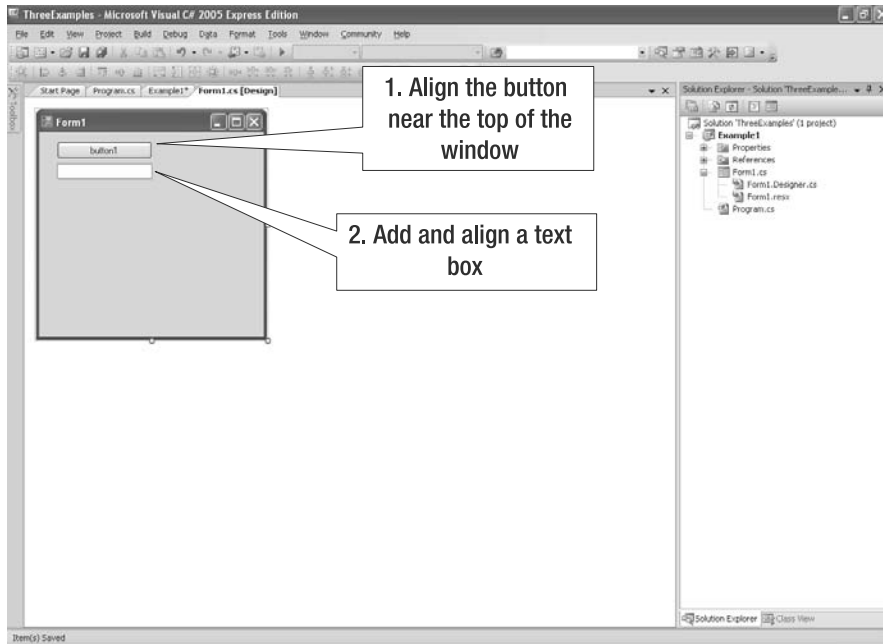 ThreeExamples - Microsoft Visual C# 2005 Express Edition
File Edit View Project Build Debug Data Format Tools Window Community Help
Start Page Program.cs Example1* Form1.cs [Design]
Toolbox
Form1
button1
1. Align the button
near the top of the
window
2. Add and align a text
box
Solution Explorer - Solution 'ThreeExample...
Solution 'ThreeExamples' (1 project)
Example1
Properties
References
Form1.cs
Form1.Designer.cs
Form1.resx
Program.cs
Solution Explorer Class View
Item(s) Saved